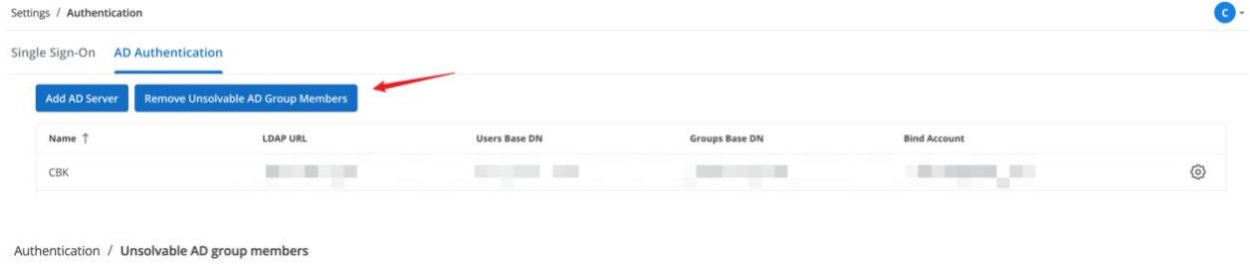 Settings / Authentication
C
Single Sign-On AD Authentication
Add AD Server Remove Unsolvable AD Group Members
Name ↑ LDAP URL Users Base DN Groups Base DN Bind Account
CBK
Authentication / Unsolvable AD group members